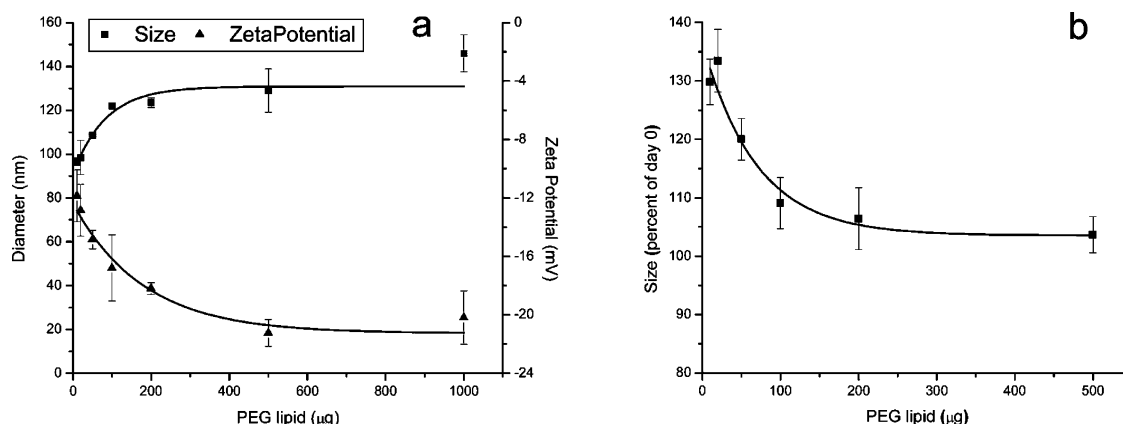 Size ZetaPotential
a
160
140
120
100
80
60
40
20
0
Diameter (nm)
0
-4
-8
-12
-16
-20
-24
Zeta Potential (mV)
0 200 400 600 800 1000
PEG lipid (µg)
b
140
130
120
110
100
90
80
Size (percent of day 0)
0 100 200 300 400 500
PEG lipid (µg)